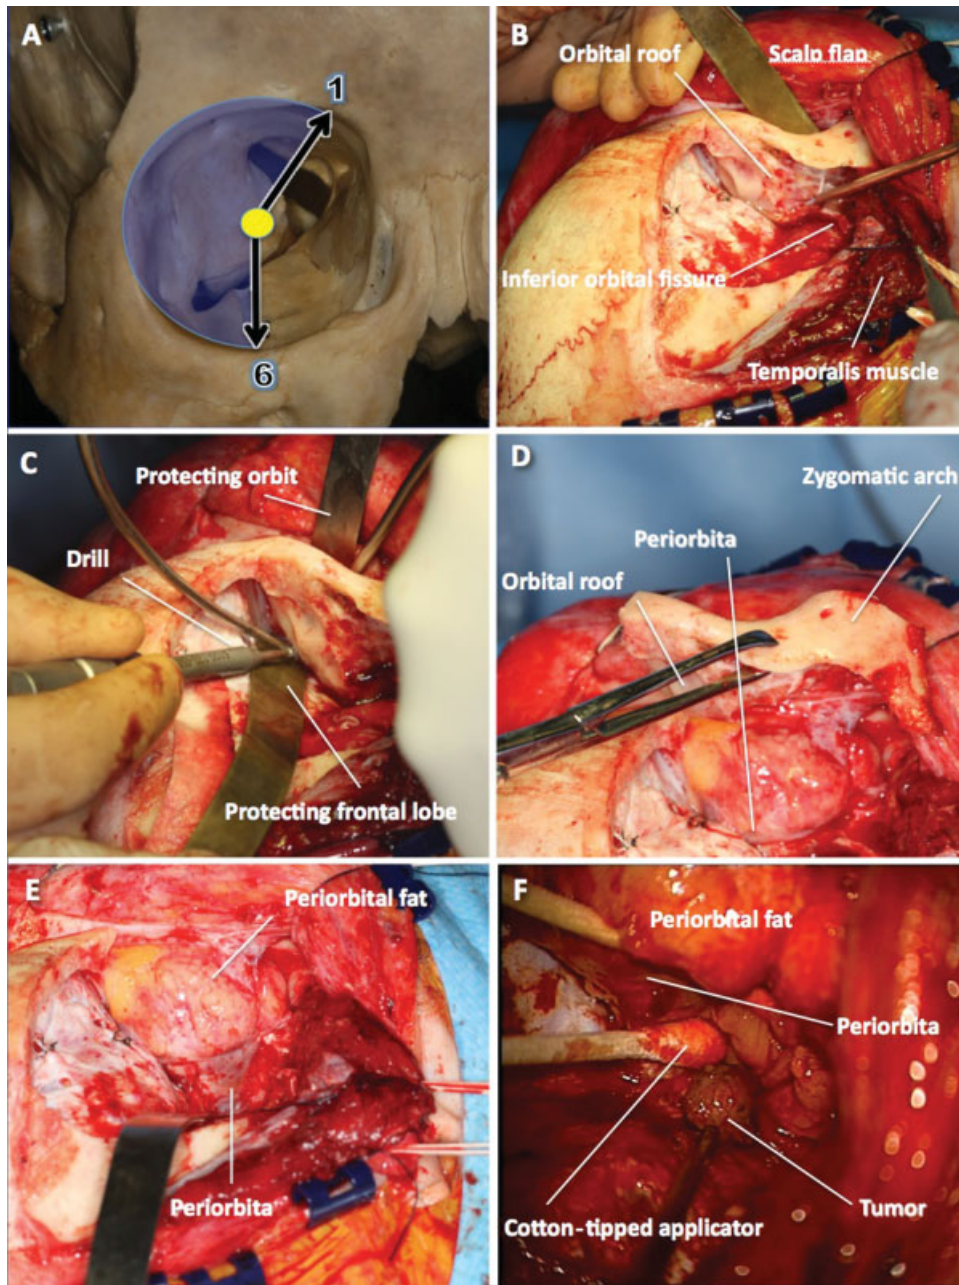 A
1
6
B
Orbital roof
Scalp flap
Inferior orbital fissure
Temporalis muscle
C
Protecting orbit
Drill
Protecting frontal lobe
D
Zygomatic arch
Periorbita
Orbital roof
E
Periorbital fat
Periorbita
F
Periorbital fat
Periorbita
Cotton-tipped applicator
Tumor